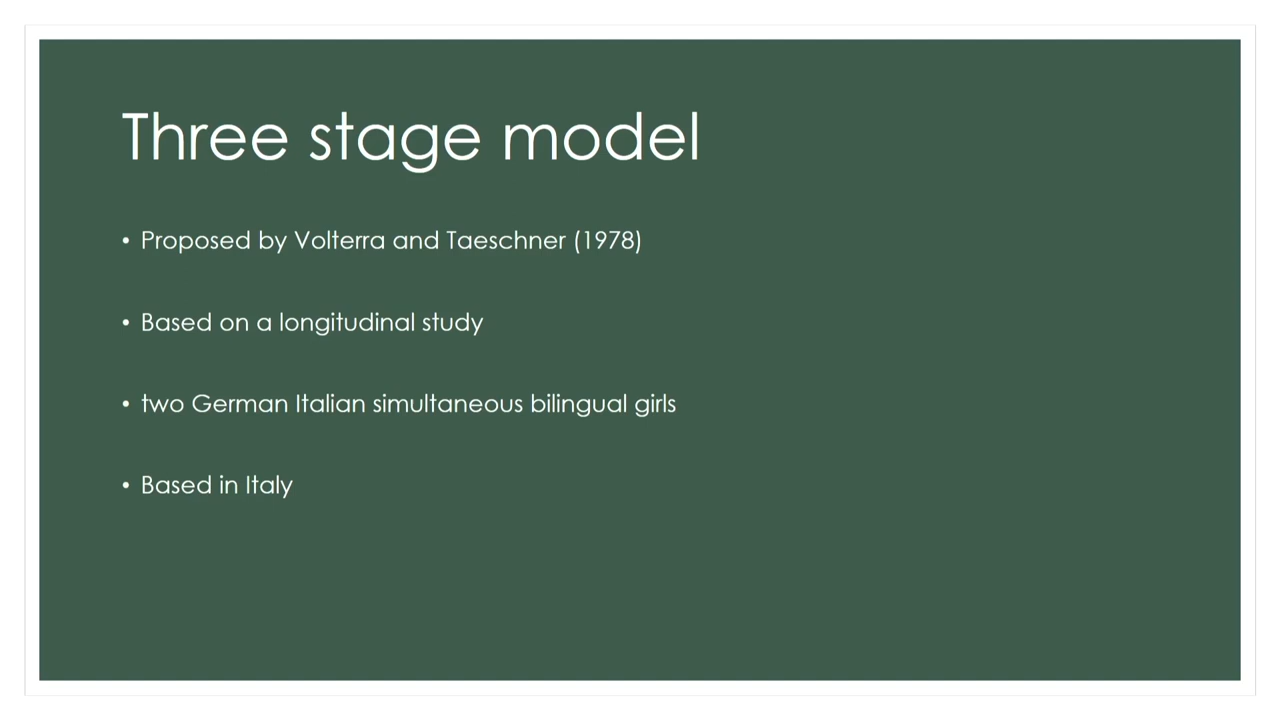 Three stage model
• Proposed by Volterra and Taeschner (1978)
• Based on a longitudinal study
• two German Italian simultaneous bilingual girls
• Based in Italy